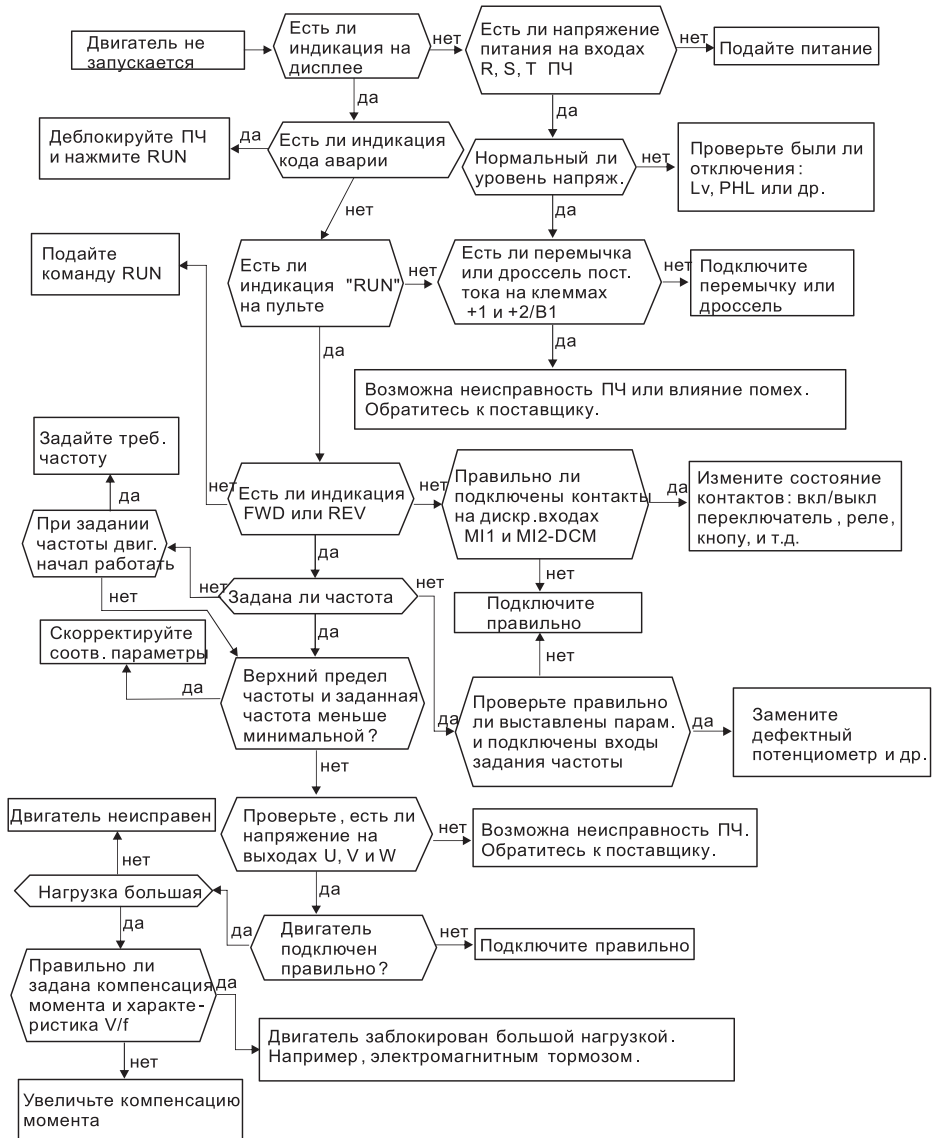 Двигатель не
запускается
Есть ли
индикация на
дисплее
нет
Есть ли напряжение
питания на входах
R, S, T ПЧ
нет
Подайте питание
да
да
Деблокируйте ПЧ
и нажмите RUN
да
Есть ли индикация
кода аварии
Нормальный ли
уровень напряж.
нет
Проверьте были ли
отключения:
Lv, PHL или др.
нет
да
Подайте
команду RUN
Есть ли
индикация "RUN"
на пульте
нет
Есть ли перемычка
или дроссель пост.
тока на клеммах
+1 и +2/B1
нет
Подключите
перемычку или
дроссель
да
да
Возможна неисправность ПЧ или влияние помех.
Обратитесь к поставщику.
Задайте треб.
частоту
да
нет
Есть ли индикация
FWD или REV
нет
Правильно ли
подключены контакты
на дискр.входах
MI1 и MI2-DCM
да
Измените состояние
контактов: вкл/выкл
переключатель, реле,
кнопу, и т.д.
При задании
частоты двиг.
начал работать
да
нет
нет
нет
Задана ли частота
нет
Подключите
правильно
да
нет
Скорректируйте
соотв. параметры
да
Верхний предел
частоты и заданная
частота меньше
минимальной?
да
Проверьте правильно
ли выставлены парам.
и подключены входы
задания частоты
да
Замените
дефектный
потенциометр и др.
нет
Двигатель неисправен
Проверьте, есть ли
напряжение на
выходах U, V и W
нет
Возможна неисправность ПЧ.
Обратитесь к поставщику.
нет
Нагрузка большая
да
да
да
Двигатель
подключен
правильно?
нет
Подключите правильно
Правильно ли
задана компенсация
момента и характе-
ристика V/f
да
Двигатель заблокирован большой нагрузкой.
Например, электромагнитным тормозом.
нет
Увеличьте компенсацию
момента